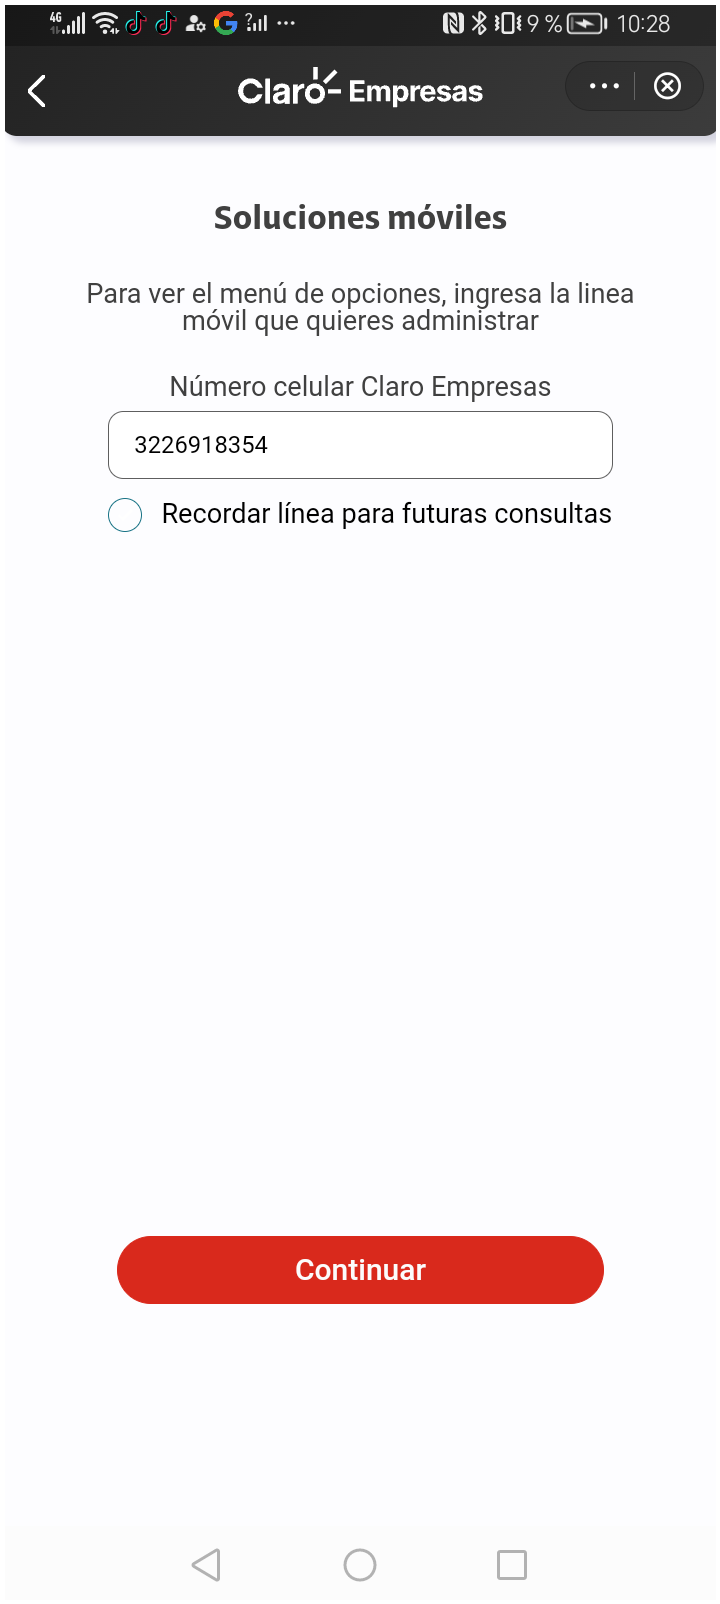 4G ? ... 9 % 10:28
Claro- Empresas
Soluciones móviles
Para ver el menú de opciones, ingresa la linea
móvil que quieres administrar
Número celular Claro Empresas
3226918354
Recordar línea para futuras consultas
Continuar